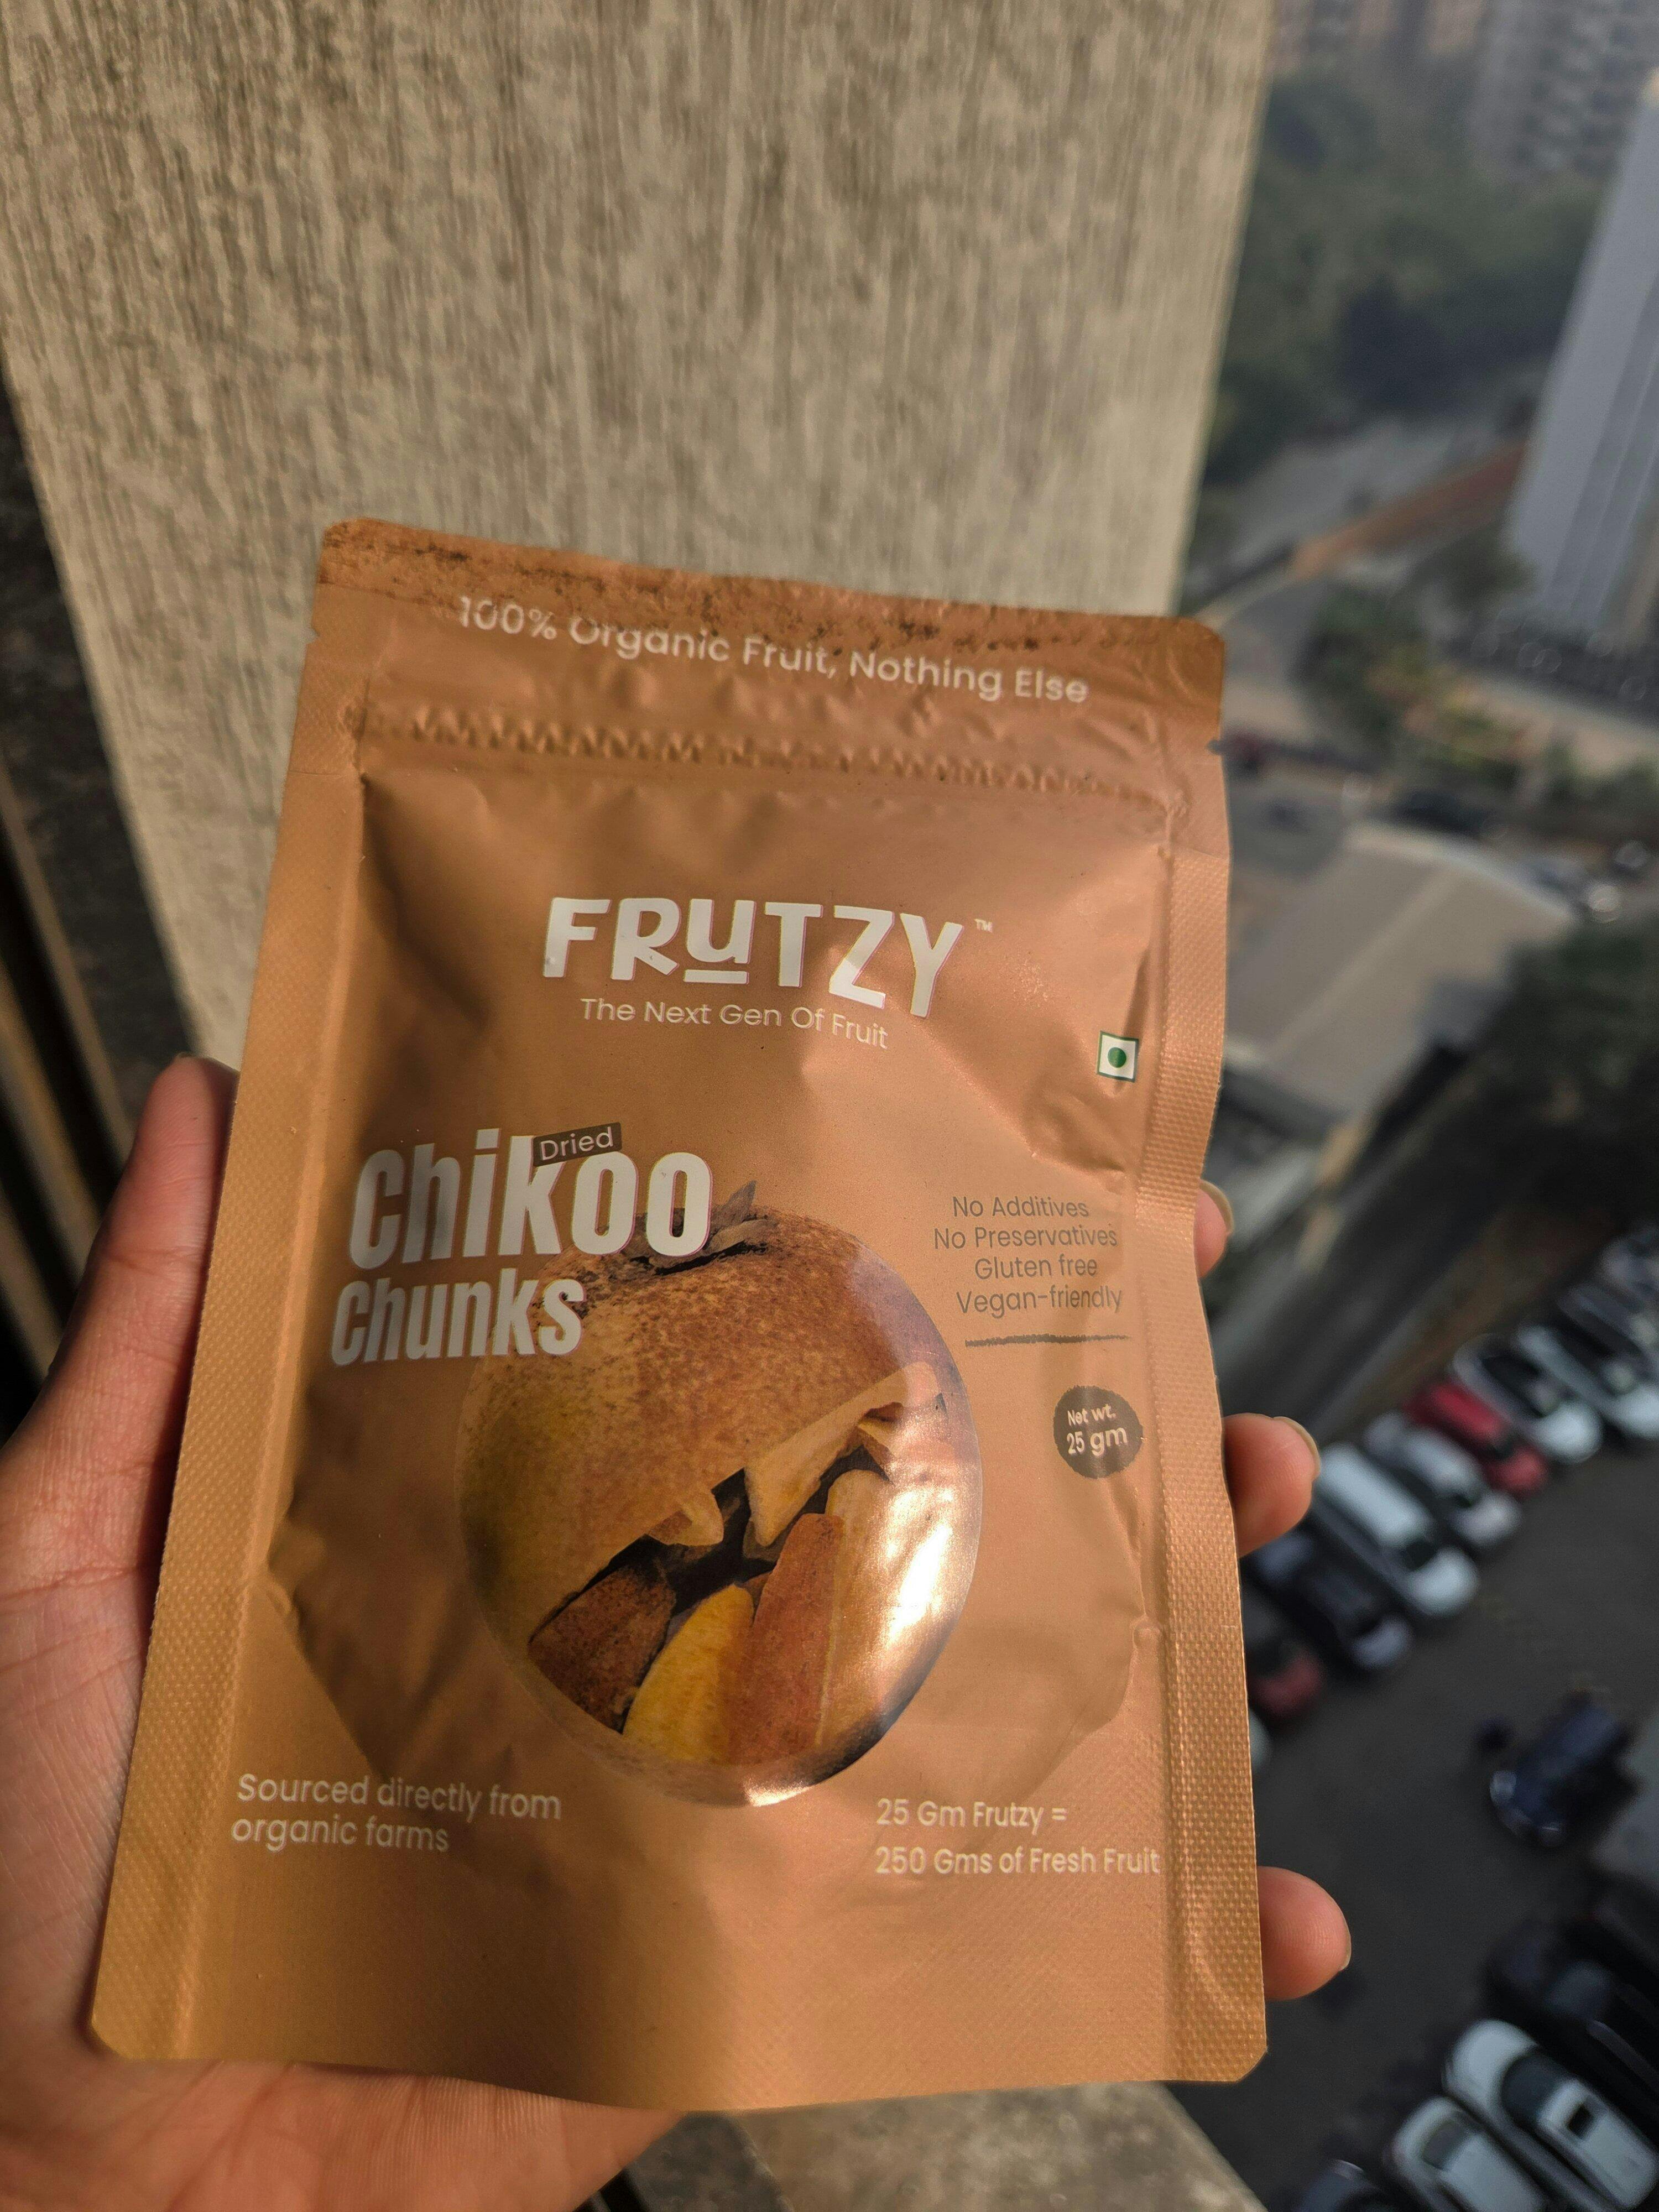 100% Organic Fruit, Nothing Else
FRUTZY™
The Next Gen Of Fruit
Dried
Chikoo
Chunks
No Additives
No Preservatives
Gluten free
Vegan-friendly
Net wt.
25 gm
Sourced directly from
organic farms
25 Gm Frutzy =
250 Gms of Fresh Fruit